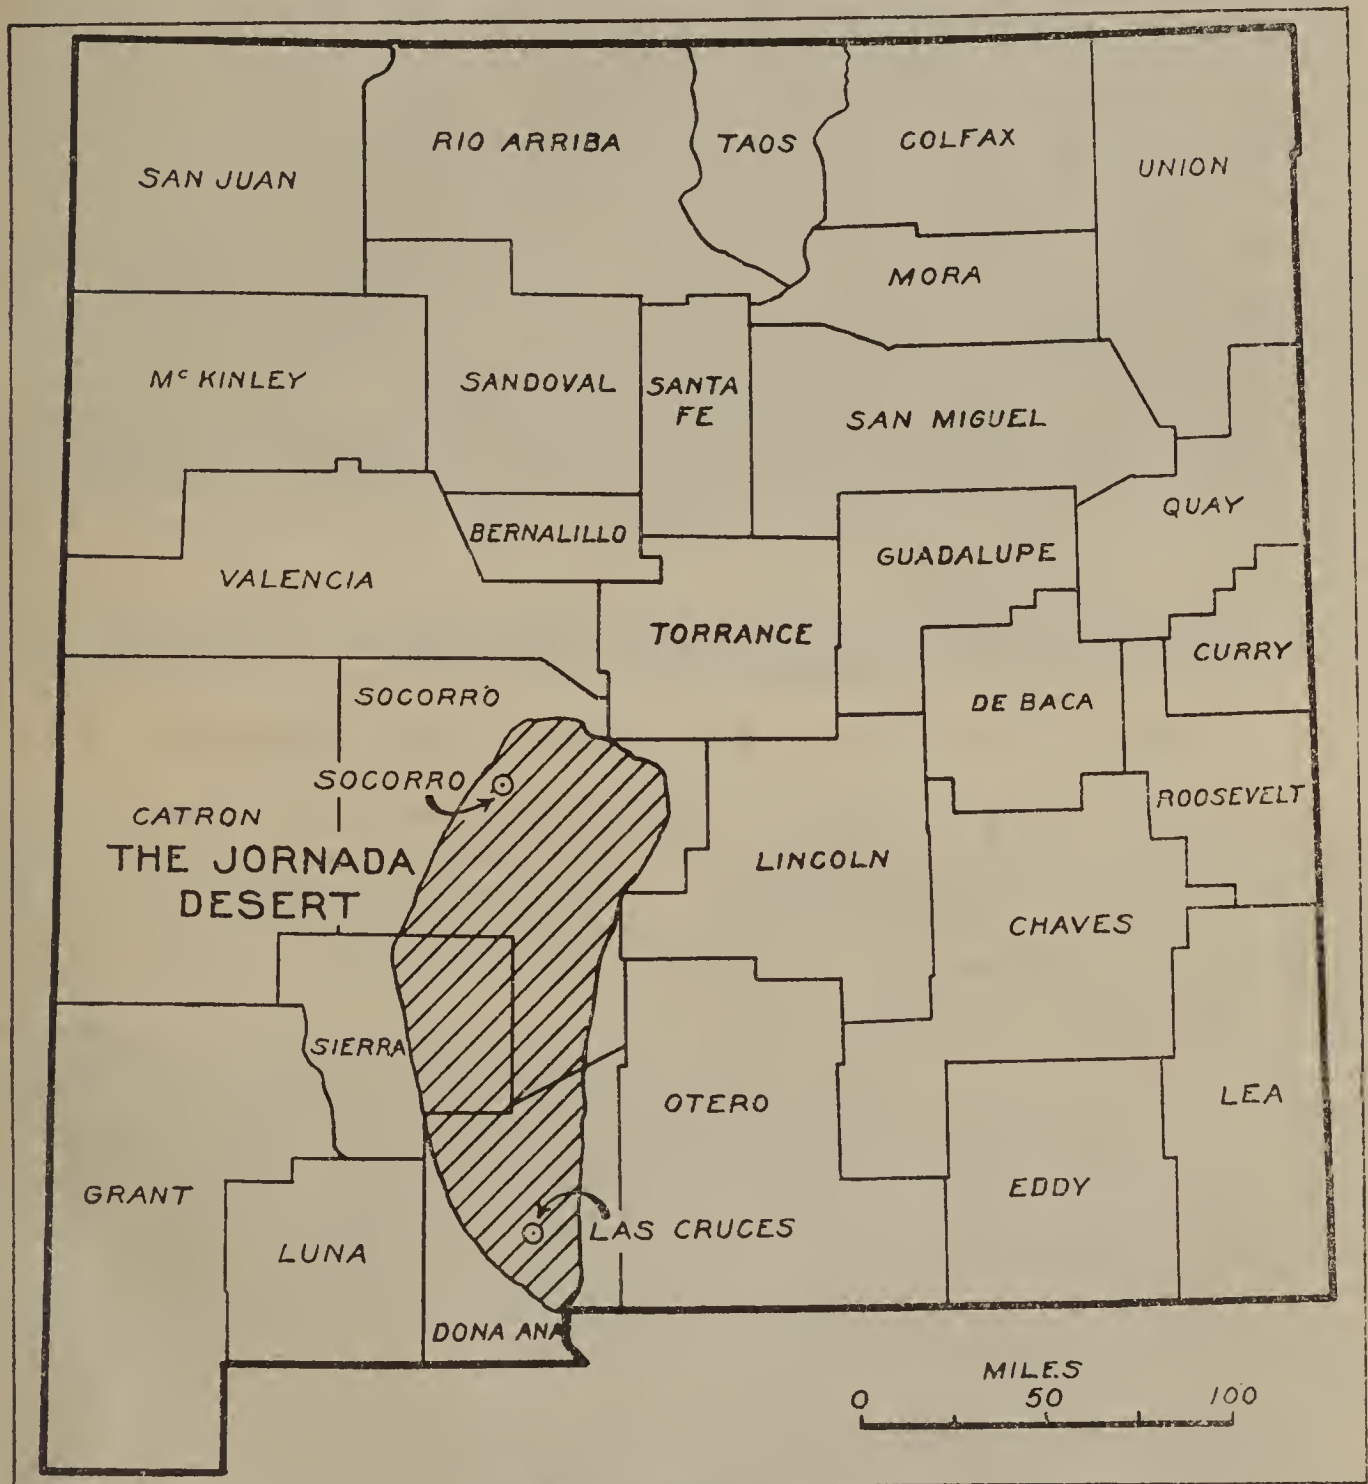 RIO ARRIBA
TAOS
COLFAX
UNION
SAN JUAN
MORA
Mc KINLEY
SANDOVAL
SANTA
FE
SAN MIGUEL
QUAY
BERNALILLO
GUADALUPE
VALENCIA
TORRANCE
CURRY
SOCORRO
DE BACA
SOCORRO
ROOSEVELT
CATRON
THE JORNADA
DESERT
LINCOLN
CHAVES
SIERRA
OTERO
LEA
GRANT
EDDY
LAS CRUCES
LUNA
DONA ANA
MILES
0 50 100